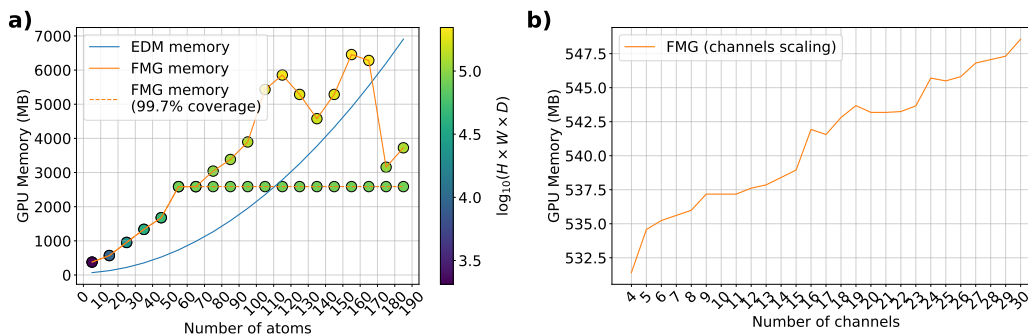 a)
7000
6000
5000
4000
3000
2000
1000
0
GPU Memory (MB)
EDM memory
FMG memory
FMG memory
(99.7% coverage)
0 10 20 30 40 50 60 70 80 90 100 110 120 130 140 150 160 170 180 190
Number of atoms
5.0
4.5
4.0
3.5
log₁₀(H × W × D)
b)
547.5
545.0
542.5
540.0
537.5
535.0
532.5
GPU Memory (MB)
FMG (channels scaling)
4 5 6 7 8 9 10 11 12 13 14 15 16 17 18 19 20 21 22 23 24 25 26 27 28 29 30
Number of channels